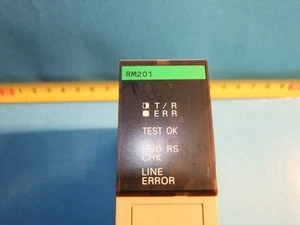 RM201
T/R
ERR
TEST OK
END RS
CHK
LINE
ERROR